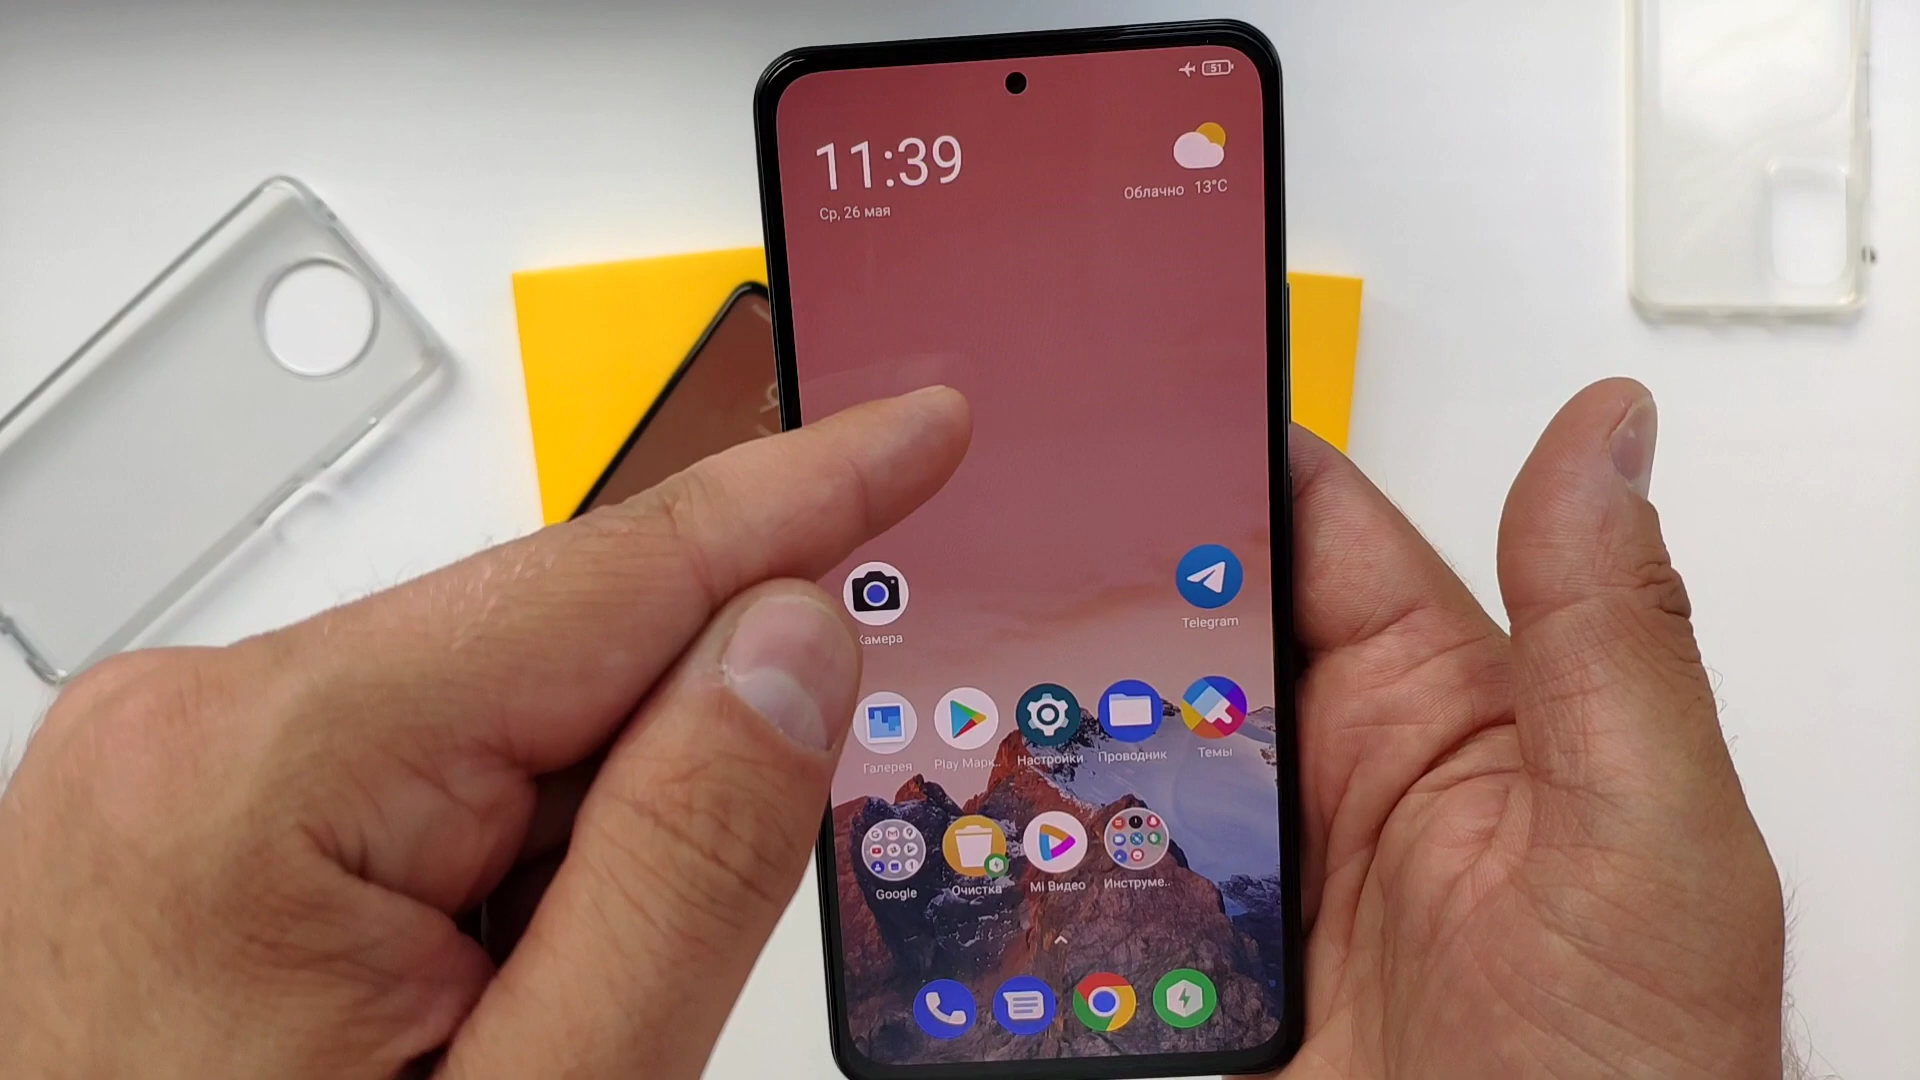 51
11:39
Ср, 26 мая
Облачно 13°C
Камера
Telegram
Галерея
Play Марк..
Настройки
Проводник
Темы
Google
Очистка
Mi Видео
Инструме..